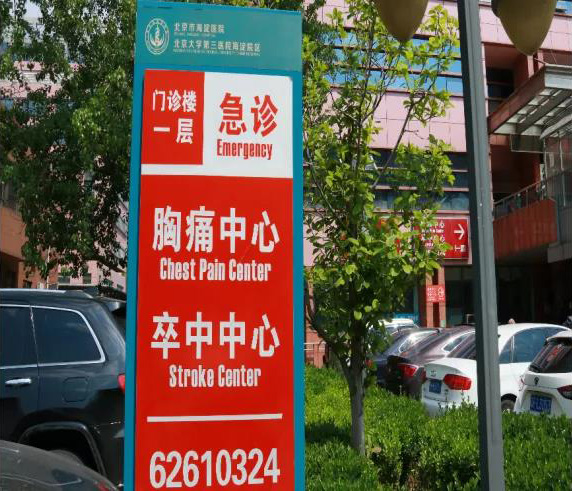 北京市海淀医院
北京大学第三医院海淀院区
门诊楼
一层
急诊
Emergency
胸痛中心
Chest Pain Center
卒中中心
Stroke Center
62610324